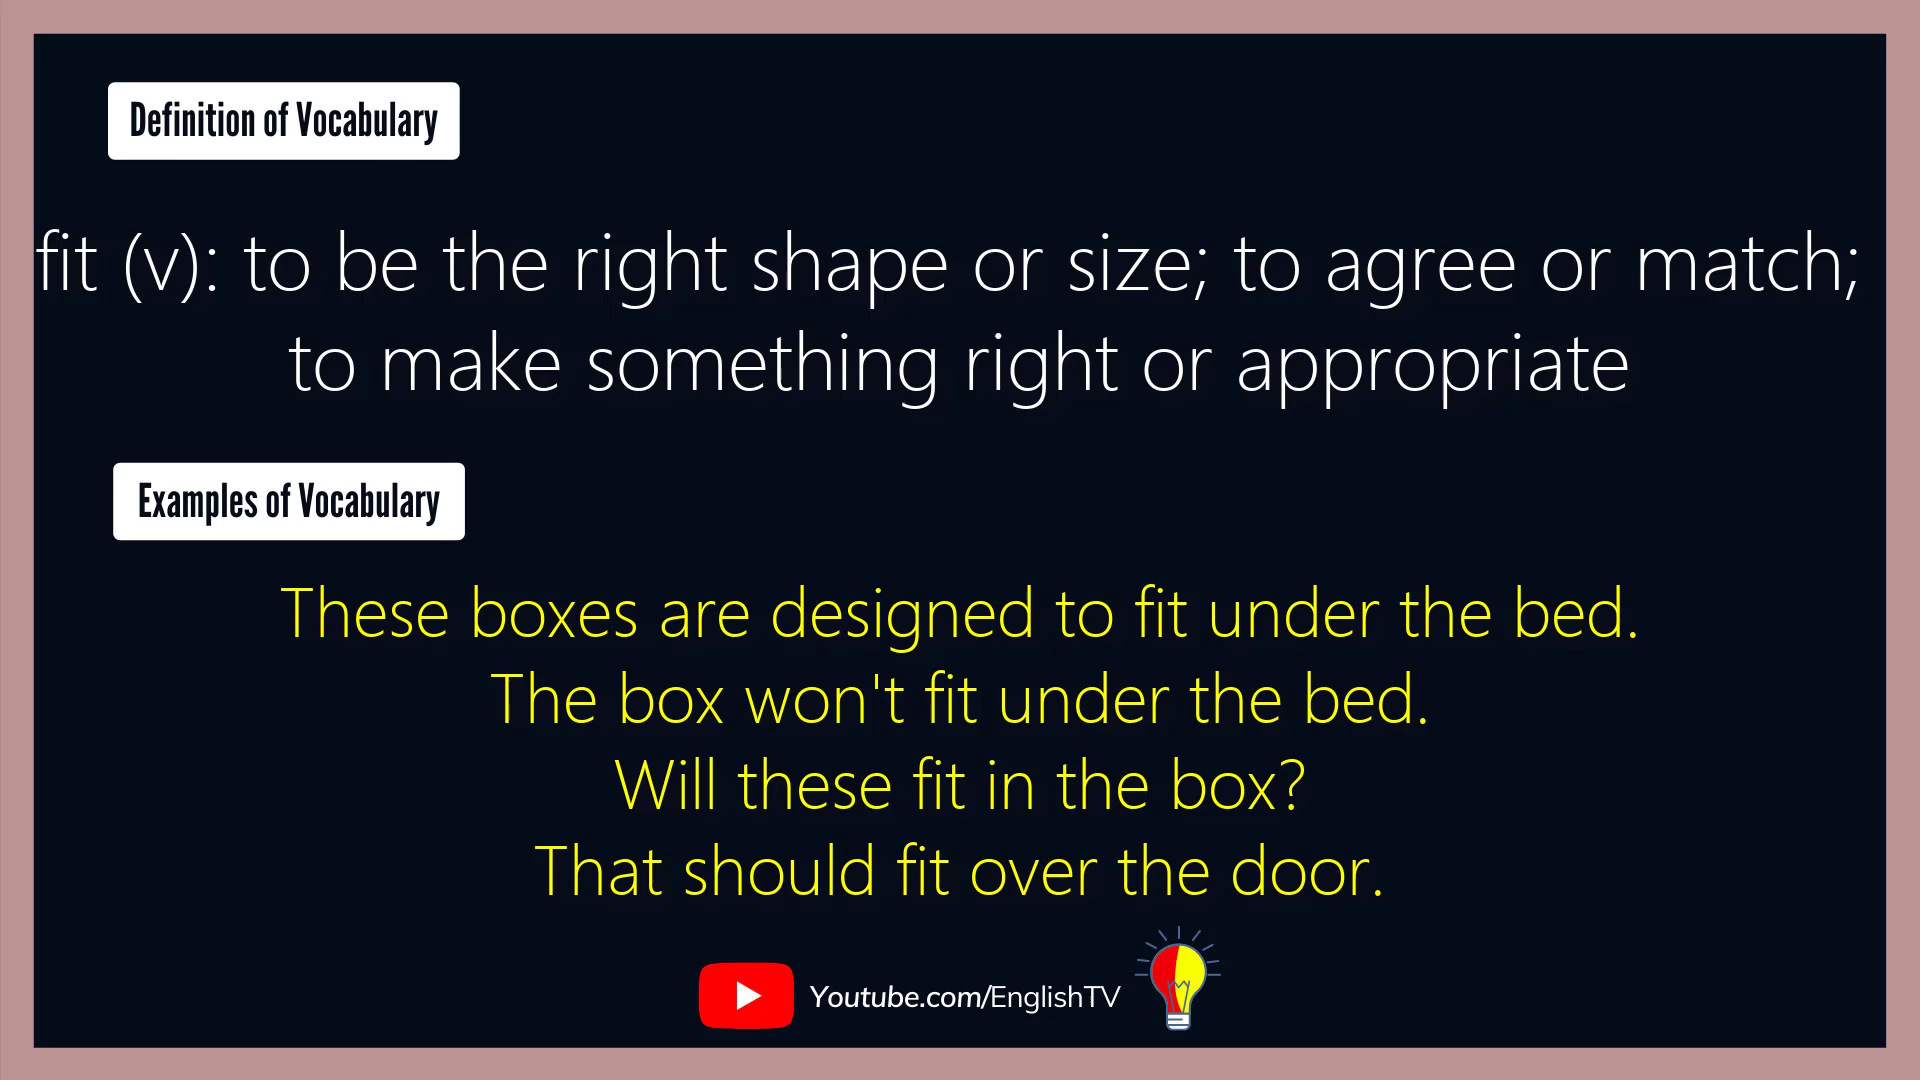 Definition of Vocabulary
fit (v): to be the right shape or size; to agree or match;
to make something right or appropriate
Examples of Vocabulary
These boxes are designed to fit under the bed.
The box won't fit under the bed.
Will these fit in the box?
That should fit over the door.
Youtube.com/EnglishTV